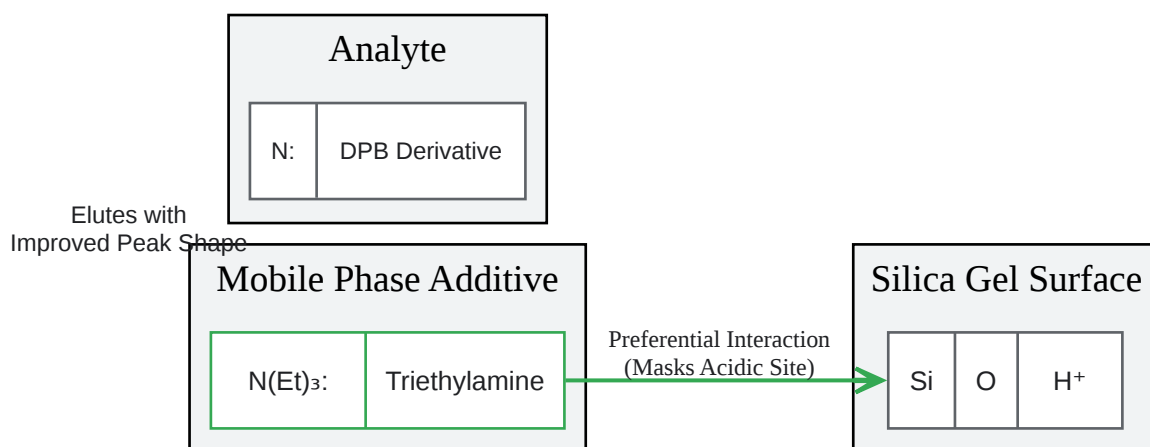 Analyte
N: DPB Derivative
Elutes with
Improved Peak Shape
Mobile Phase Additive
Silica Gel Surface
Preferential Interaction
(Masks Acidic Site)
N(Et)₃: Triethylamine
Si O H⁺